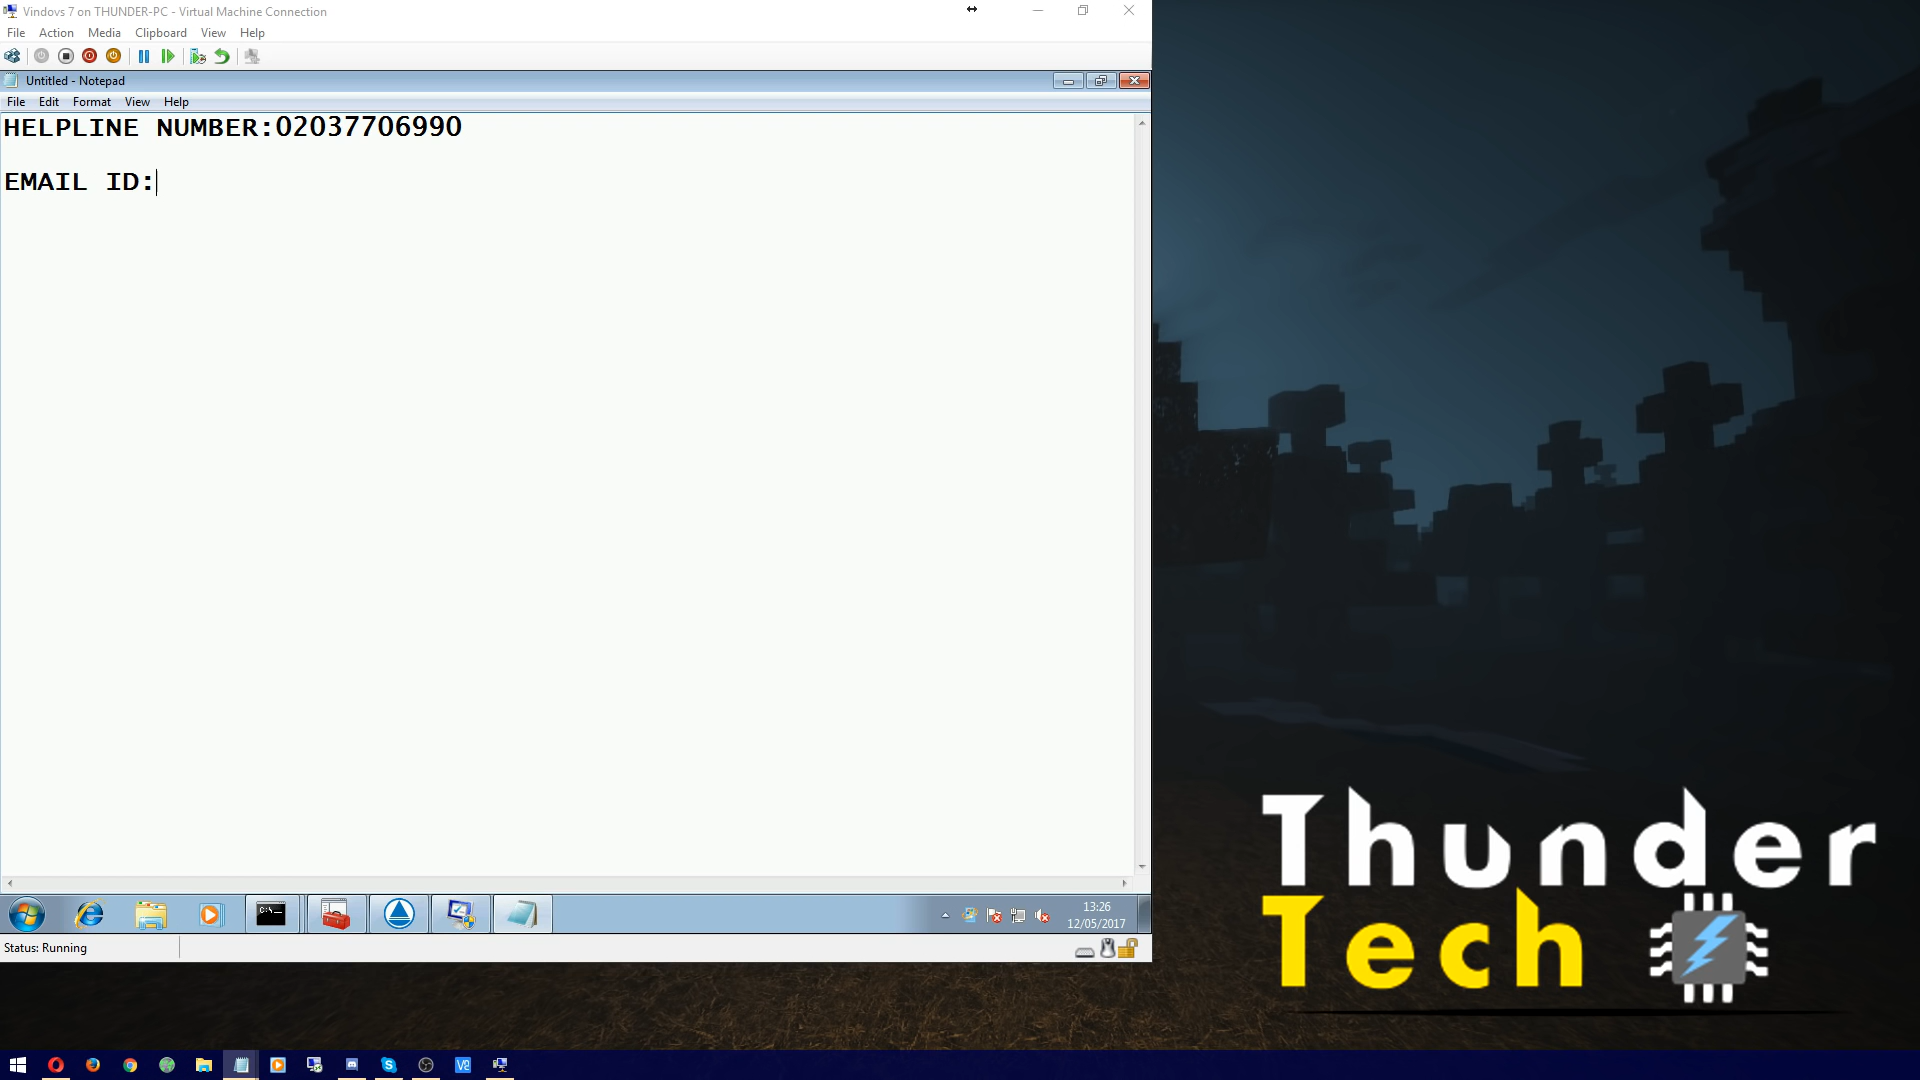 Vindovs 7 on THUNDER-PC - Virtual Machine Connection
File Action Media Clipboard View Help
Untitled - Notepad
File Edit Format View Help
HELPLINE NUMBER:02037706990
EMAIL ID:
13:26
12/05/2017
Status: Running
Thunder
Tech